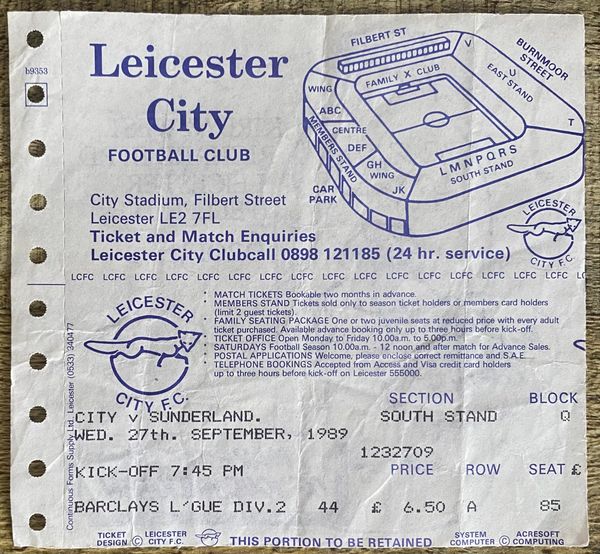 b9353
Leicester
City
FOOTBALL CLUB
City Stadium, Filbert Street
Leicester LE2 7FL
Ticket and Match Enquiries
Leicester City Clubcall 0898 121185 (24 hr. service)
FILBERT ST
BURNMOOR
STREET
V
U
EAST STAND
T
FAMILY X CLUB
WING
ABC
CENTRE
DEF
GH
WING
JK
MEMBERS STAND
CAR
PARK
LMNPQRS
SOUTH STAND
LEICESTER
CITY F.C.
LCFC LCFC LCFC LCFC LCFC LCFC LCFC LCFC LCFC LCFC LCFC LCFC LCFC LCFC LCFC LC
LEICESTER
CITY F.C.
• MATCH TICKETS Bookable two months in advance.
• MEMBERS STAND Tickets sold only to season ticket holders or members card holders
(limit 2 guest tickets)
• FAMILY SEATING PACKAGE One or two juvenile seats at reduced price with every adult
ticket purchased. Available advance booking only up to three hours before kick-off.
• TICKET OFFICE Open Monday to Friday 10.00a.m. to 5.00p.m.
• SATURDAYS Football Season 10.00a.m. - 12 noon and after match for Advance Sales.
• POSTAL APPLICATIONS Welcome, please enclose correct remittance and S.A.E.
• TELEPHONE BOOKINGS Accepted from Access and Visa credit card holders
up to three hours before kick-off on Leicester 555000.
Continuous Forms Supply Ltd., Leicester (0533) 340477
SECTION BLOCK
CITY v SUNDERLAND. SOUTH STAND Q
WED. 27th. SEPTEMBER, 1989
1232709
KICK-OFF 7:45 PM PRICE ROW SEAT £
BARCLAYS L'GUE DIV.2 44 £ 6.50 A 85
TICKET
DESIGN © LEICESTER
CITY F.C.
THIS PORTION TO BE RETAINED
SYSTEM
COMPUTER © ACRESOFT
COMPUTING